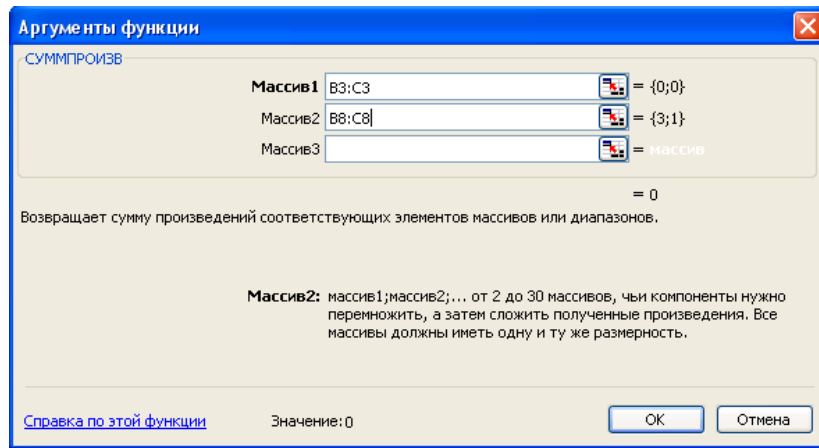 Аргументы функции
СУММПРОИЗВ
Массив1 B3:C3 = {0;0}
Массив2 B8:C8 = {3;1}
Массив3 = массив
= 0
Возвращает сумму произведений соответствующих элементов массивов или диапазонов.
Массив2: массив1;массив2;... от 2 до 30 массивов, чьи компоненты нужно
перемножить, а затем сложить полученные произведения. Все
массивы должны иметь одну и ту же размерность.
Справка по этой функции Значение:0 ОК Отмена